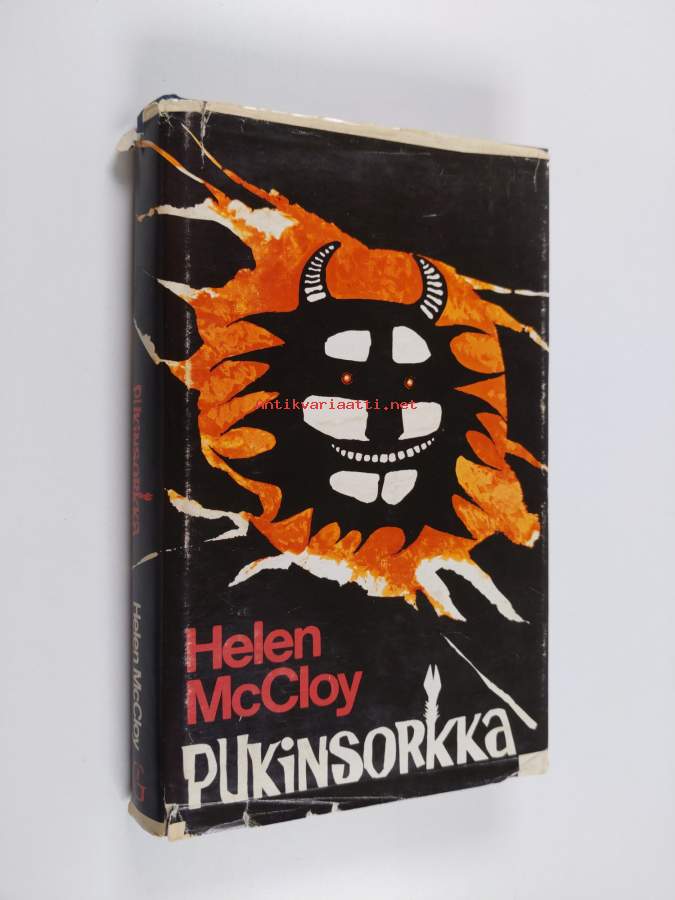 Helen
McCloy
PUKiNSORKKA
pukinsorkka
Helen McCloy
Antikvariaatti.net